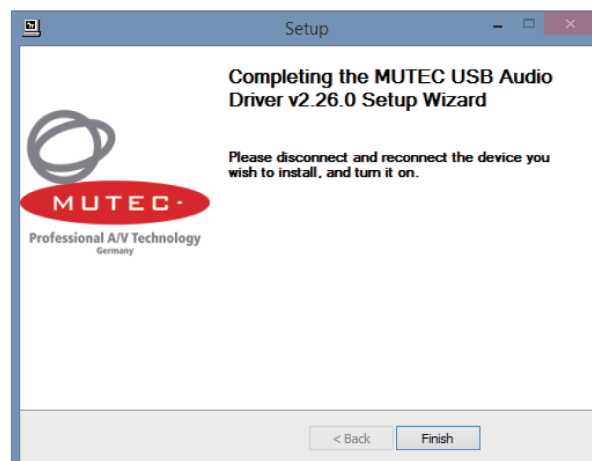 Setup
Completing the MUTEC USB Audio
Driver v2.26.0 Setup Wizard
Please disconnect and reconnect the device you
wish to install, and turn it on.
MUTEC
Professional A/V Technology
Germany
< Back
Finish